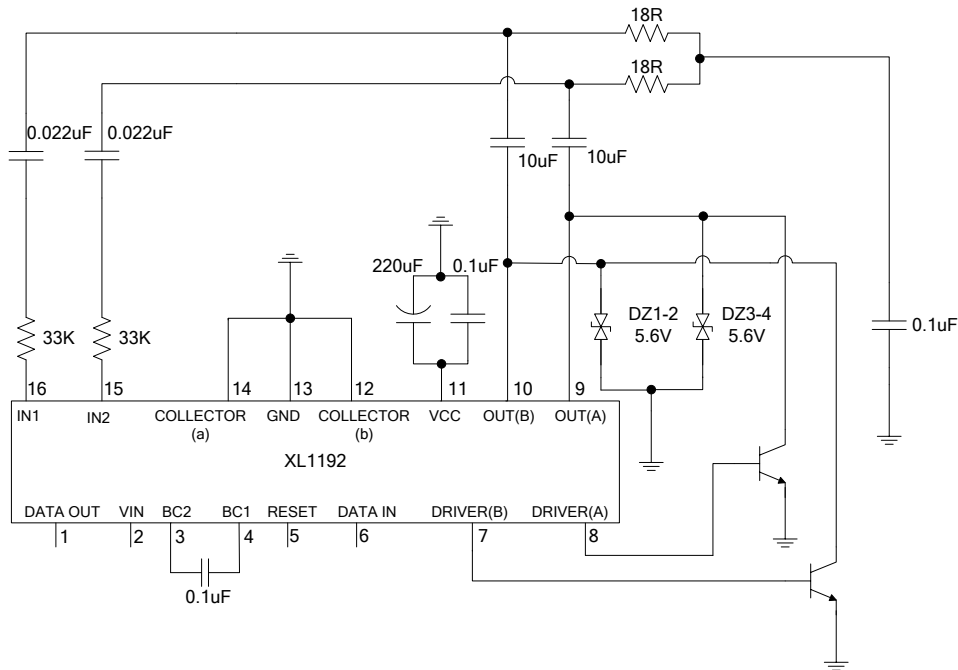 18R
18R
0.022uF
0.022uF
10uF
10uF
220uF
0.1uF
DZ1-2
5.6V
DZ3-4
5.6V
0.1uF
33K
33K
16
15
14
13
12
11
10
9
IN1
IN2
COLLECTOR
(a)
GND
COLLECTOR
(b)
VCC
OUT(B)
OUT(A)
XL1192
DATA OUT
VIN
BC2
BC1
RESET
DATA IN
DRIVER(B)
DRIVER(A)
1
2
3
4
5
6
7
8
0.1uF